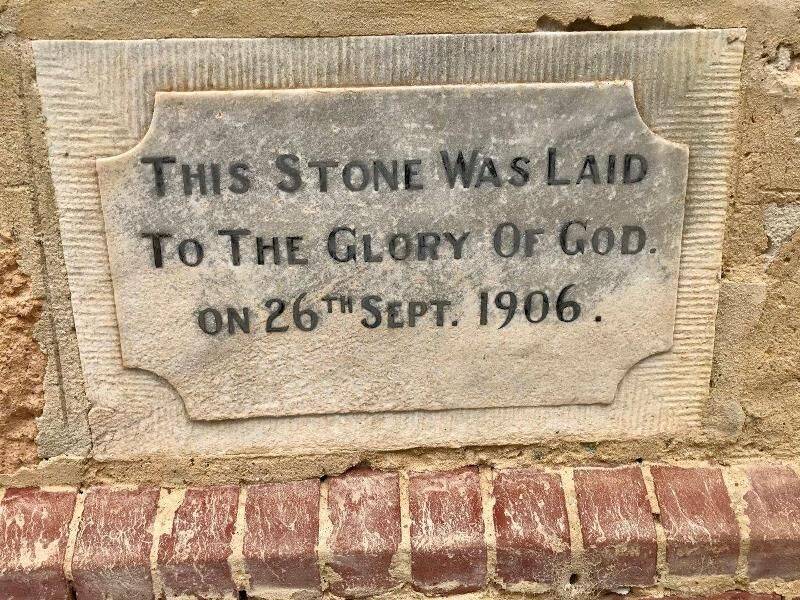 THIS STONE WAS LAID
TO THE GLORY OF GOD.
ON 26TH SEPT. 1906.